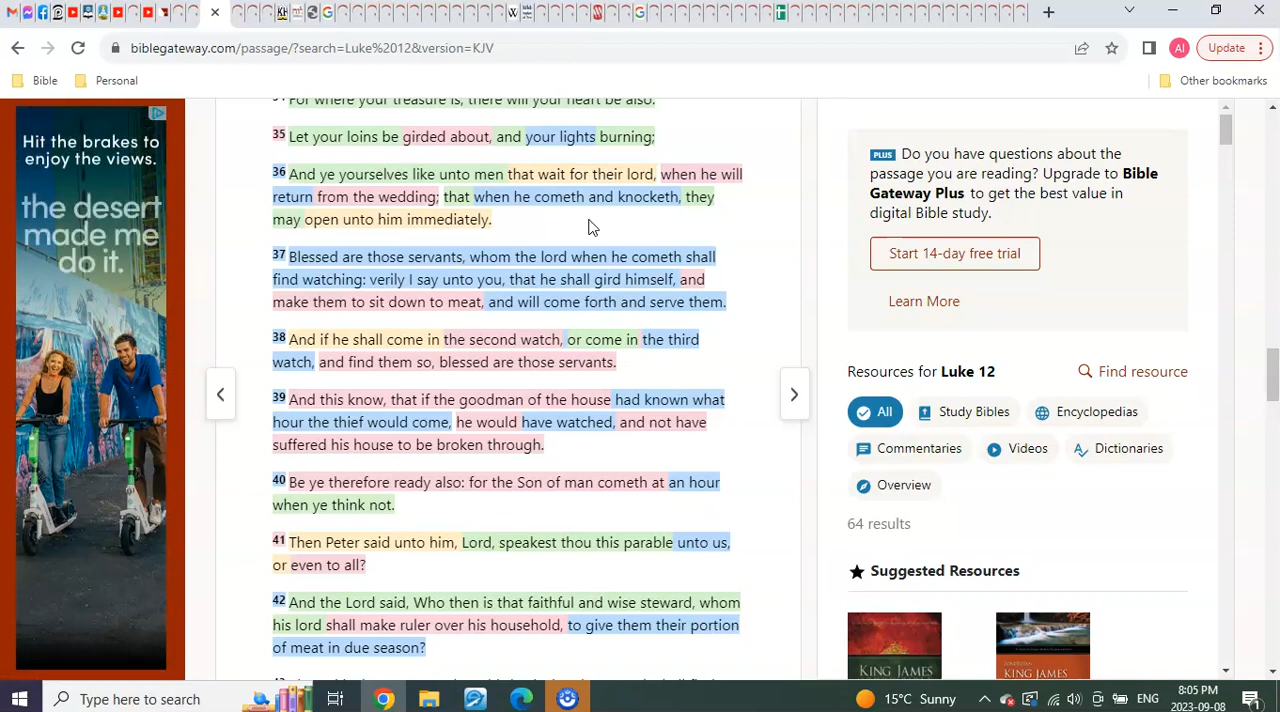 biblegateway.com/passage/?search=Luke%2012&version=KJV
AI
Update
Bible
Personal
Other bookmarks
Hit the brakes to
enjoy the views.
the desert
made me
do it.
For where your treasure is, there will your heart be also.
35 Let your loins be girded about, and your lights burning;
36 And ye yourselves like unto men that wait for their lord, when he will
return from the wedding; that when he cometh and knocketh, they
may open unto him immediately.
37 Blessed are those servants, whom the lord when he cometh shall
find watching: verily I say unto you, that he shall gird himself, and
make them to sit down to meat, and will come forth and serve them.
38 And if he shall come in the second watch, or come in the third
watch, and find them so, blessed are those servants.
39 And this know, that if the goodman of the house had known what
hour the thief would come, he would have watched, and not have
suffered his house to be broken through.
40 Be ye therefore ready also: for the Son of man cometh at an hour
when ye think not.
41 Then Peter said unto him, Lord, speakest thou this parable unto us,
or even to all?
42 And the Lord said, Who then is that faithful and wise steward, whom
his lord shall make ruler over his household, to give them their portion
of meat in due season?
PLUS Do you have questions about the
passage you are reading? Upgrade to Bible
Gateway Plus to get the best value in
digital Bible study.
Start 14-day free trial
Learn More
Resources for Luke 12
Find resource
All
Study Bibles
Encyclopedias
Commentaries
Videos
Dictionaries
Overview
64 results
Suggested Resources
KING JAMES
KING JAMES
Type here to search
15°C Sunny
ENG
8:05 PM
2023-09-08
1